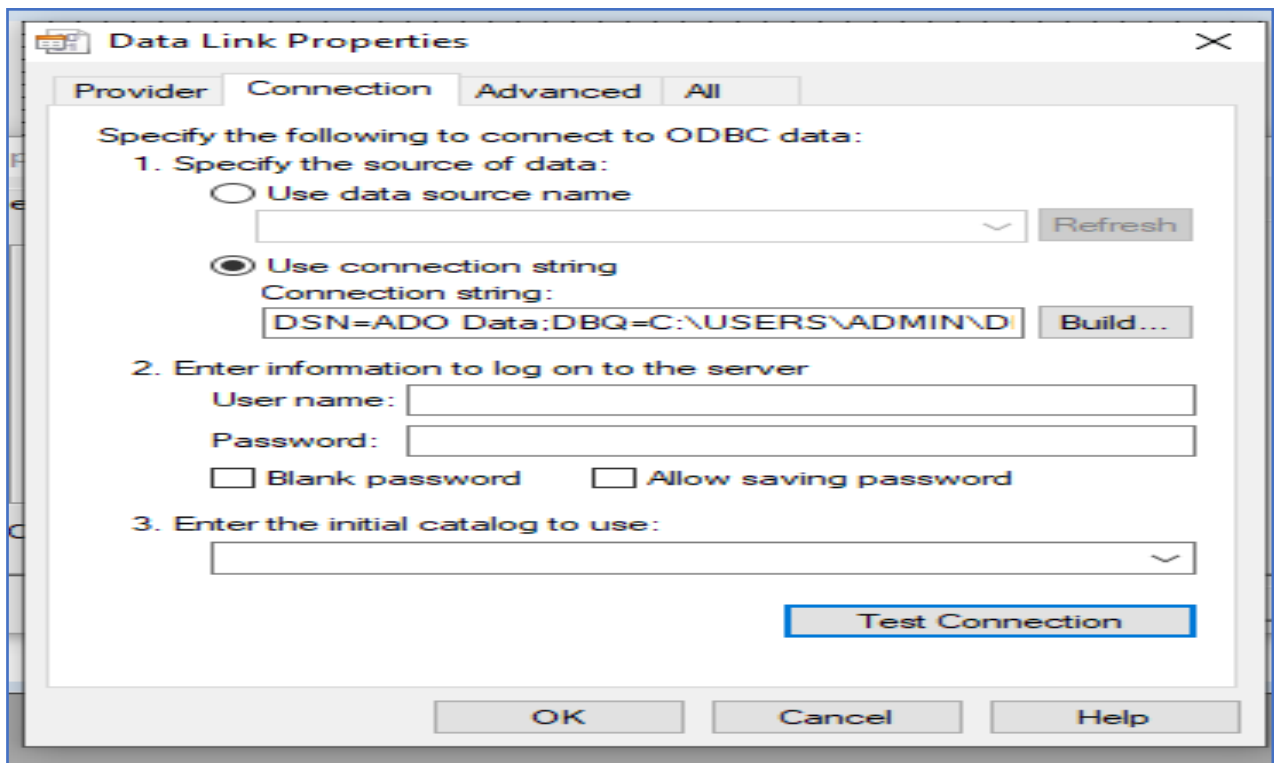 Data Link Properties
Provider Connection Advanced All
Specify the following to connect to ODBC data:
1. Specify the source of data:
Use data source name
Refresh
Use connection string
Connection string:
DSN=ADO Data;DBQ=C:\USERS\ADMIN\D
Build...
2. Enter information to log on to the server
User name:
Password:
Blank password Allow saving password
3. Enter the initial catalog to use:
Test Connection
OK Cancel Help